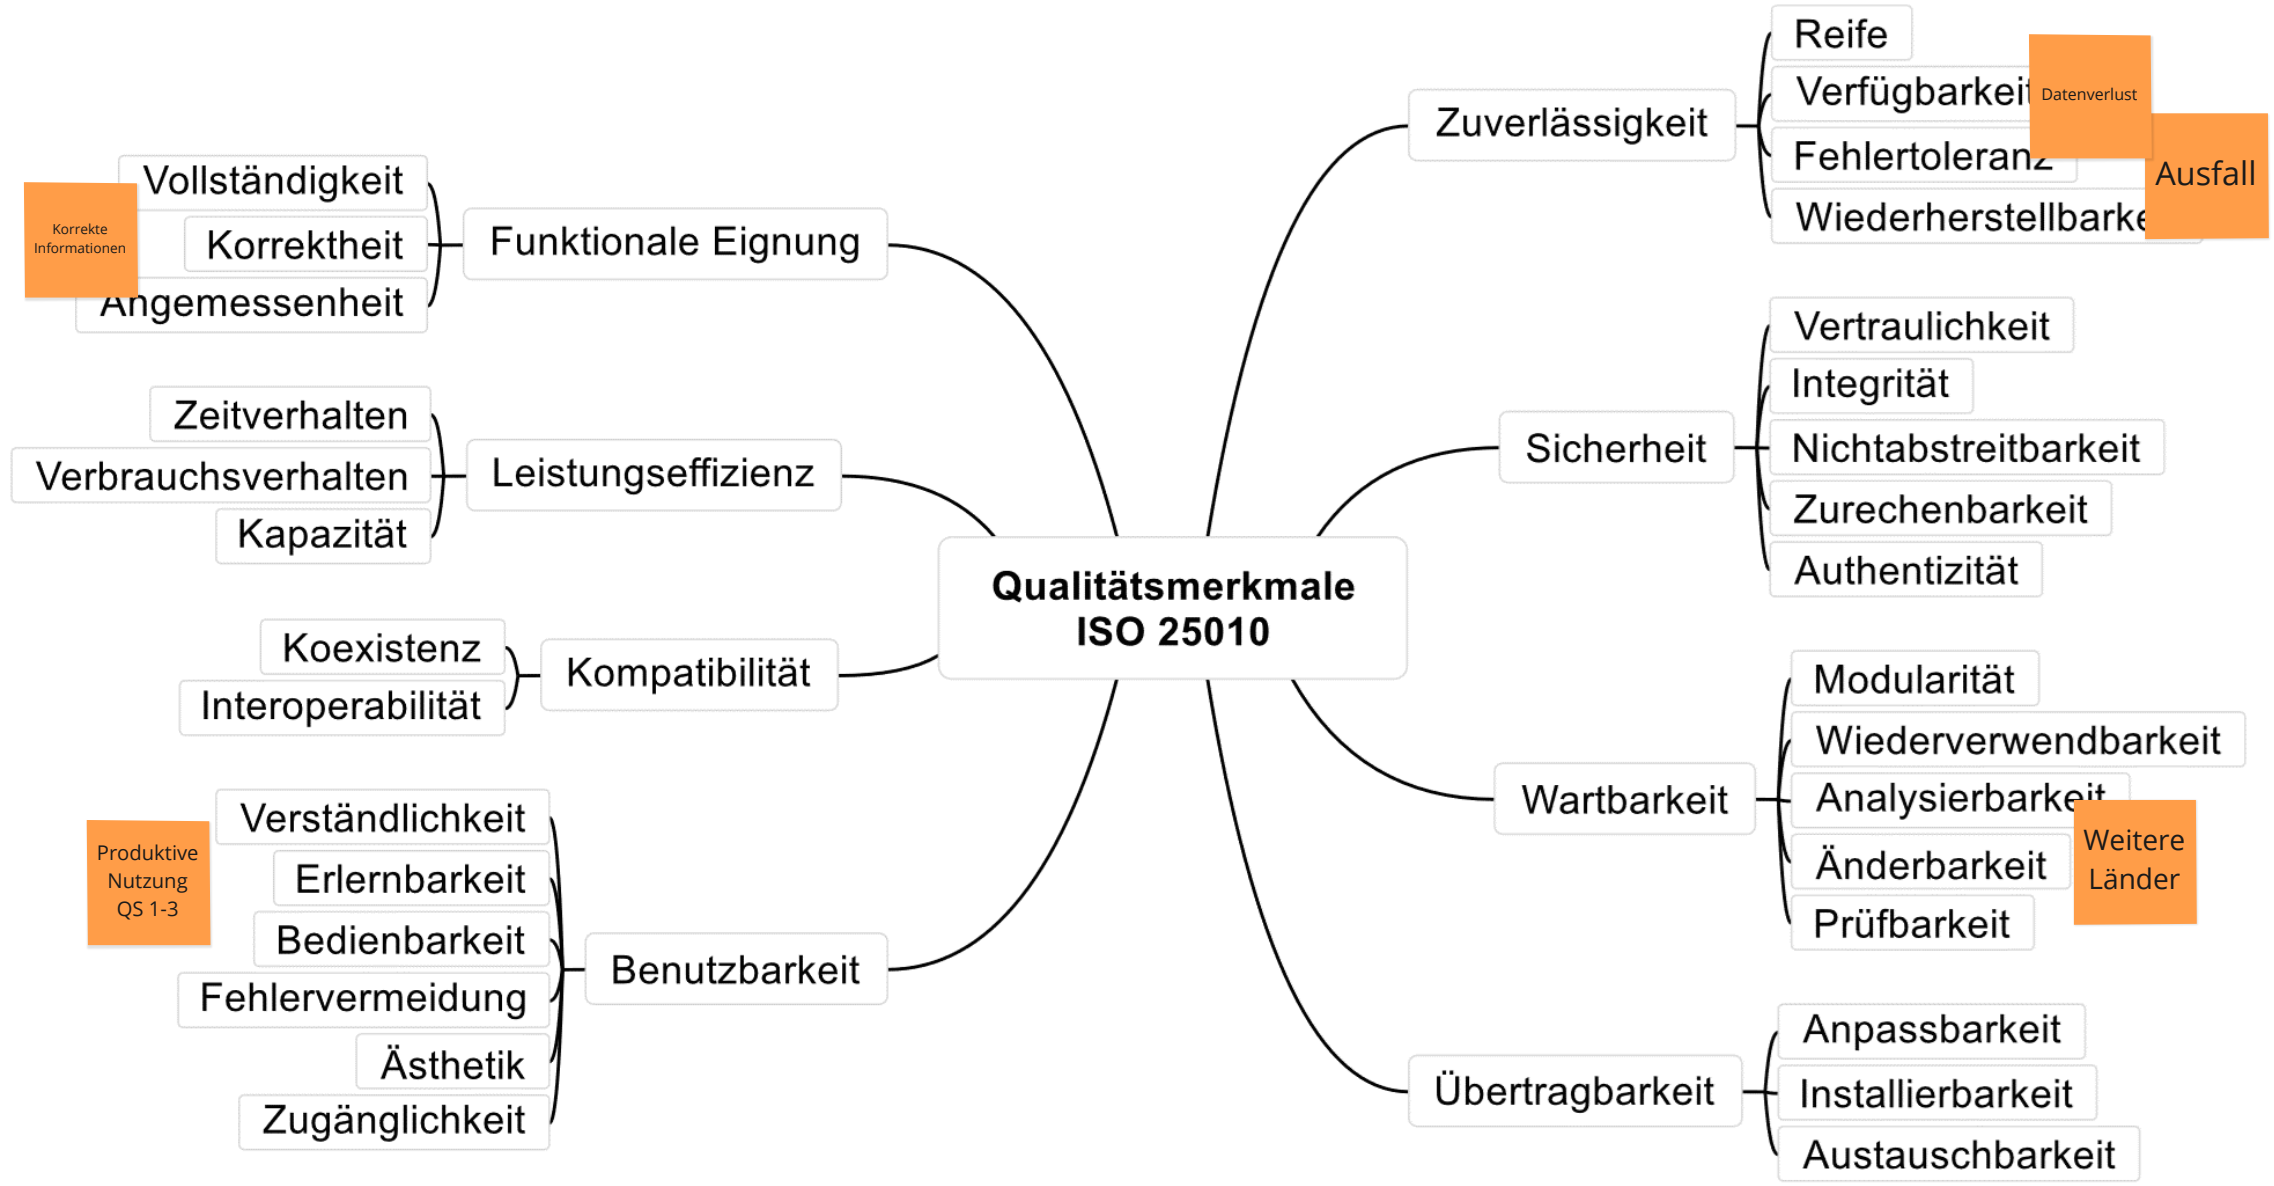 Qualitätsmerkmale
ISO 25010
Funktionale Eignung
Vollständigkeit
Korrektheit
Angemessenheit
Korrekte
Informationen
Leistungseffizienz
Zeitverhalten
Verbrauchsverhalten
Kapazität
Kompatibilität
Koexistenz
Interoperabilität
Benutzbarkeit
Verständlichkeit
Erlernbarkeit
Bedienbarkeit
Fehlervermeidung
Ästhetik
Zugänglichkeit
Produktive
Nutzung
QS 1-3
Zuverlässigkeit
Reife
Verfügbarkeit
Fehlertoleranz
Wiederherstellbarke
Datenverlust
Ausfall
Sicherheit
Vertraulichkeit
Integrität
Nichtabstreitbarkeit
Zurechenbarkeit
Authentizität
Wartbarkeit
Modularität
Wiederverwendbarkeit
Analysierbarkeit
Änderbarkeit
Prüfbarkeit
Weitere
Länder
Übertragbarkeit
Anpassbarkeit
Installierbarkeit
Austauschbarkeit